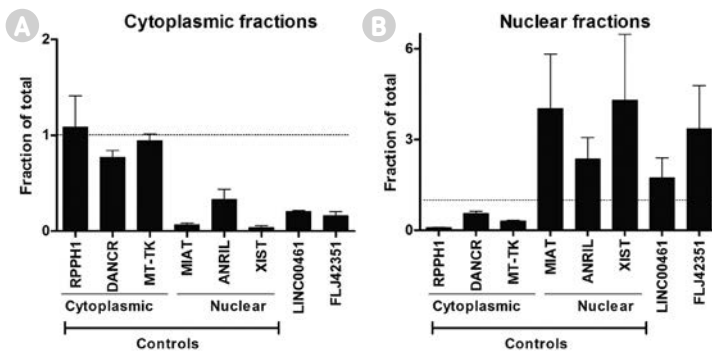 A
Cytoplasmic fractions
Fraction of total
2
1
0
RPPH1
DANCR
MT-TK
MIAT
ANRIL
XIST
LINC00461
FLJ42351
Cytoplasmic
Nuclear
Controls
B
Nuclear fractions
Fraction of total
6
3
0
RPPH1
DANCR
MT-TK
MIAT
ANRIL
XIST
LINC00461
FLJ42351
Cytoplasmic
Nuclear
Controls